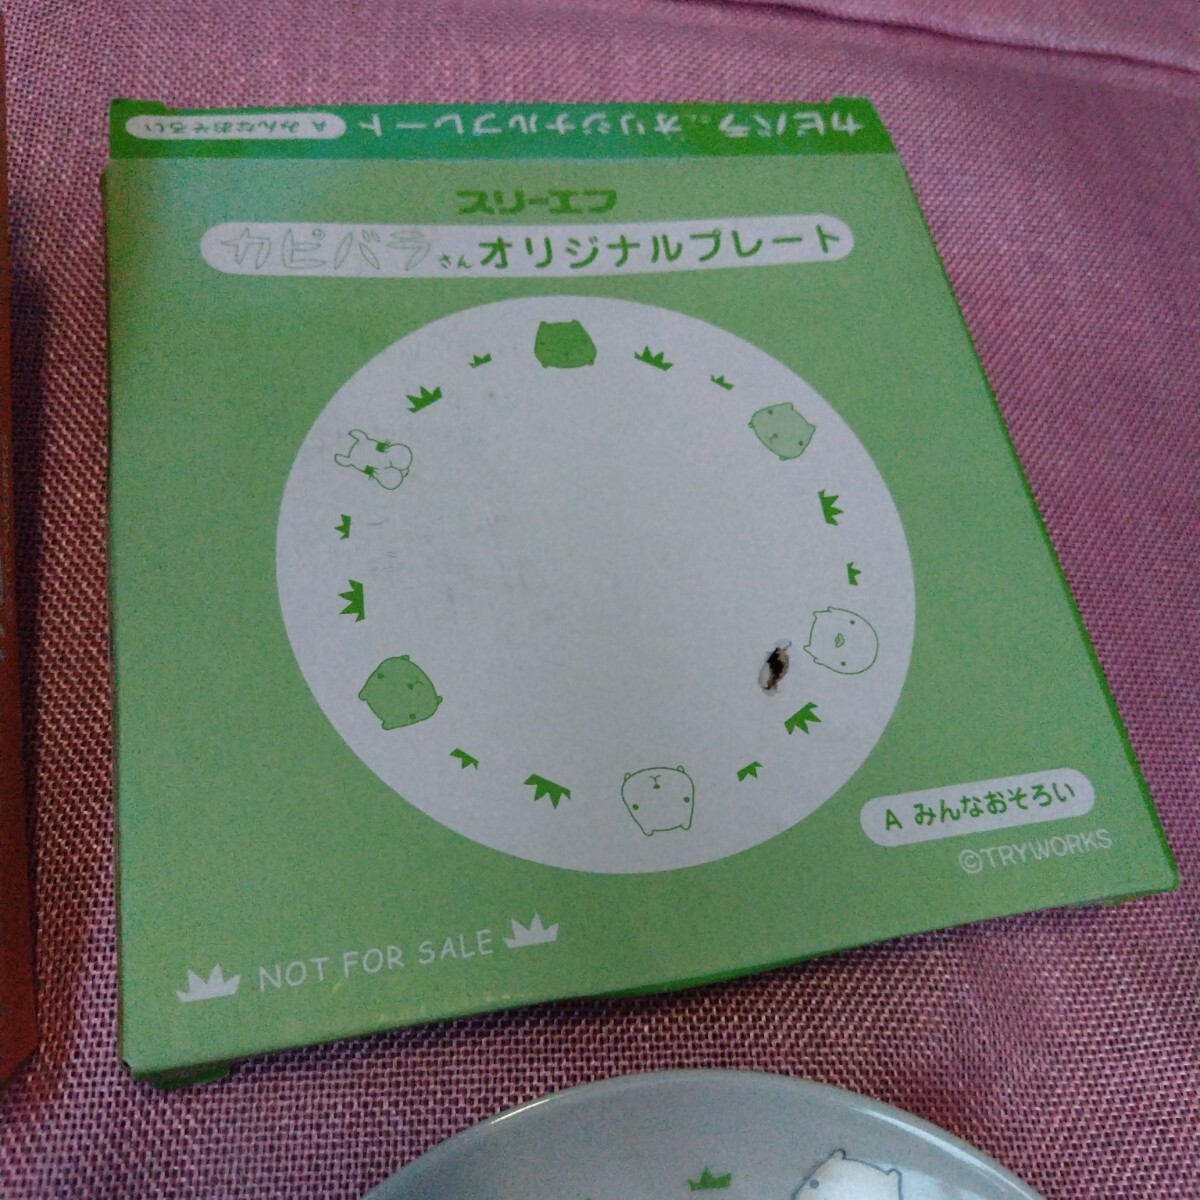 カピバラさんオリジナルプレート A みんなおそろい
スリーエフ
カピバラさんオリジナルプレート
A みんなおそろい
©TRYWORKS
NOT FOR SALE